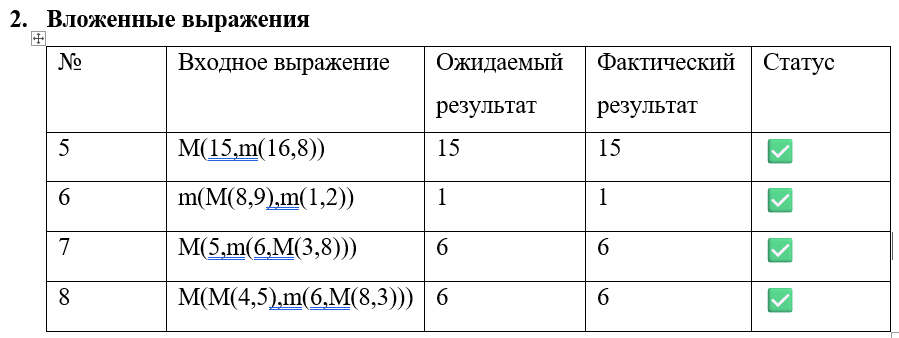 2. Вложенные выражения
№ Входное выражение Ожидаемый результат Фактический результат Статус
5 M(15,m(16,8)) 15 15 ✅
6 m(M(8,9),m(1,2)) 1 1 ✅
7 M(5,m(6,M(3,8))) 6 6 ✅
8 M(M(4,5),m(6,M(8,3))) 6 6 ✅